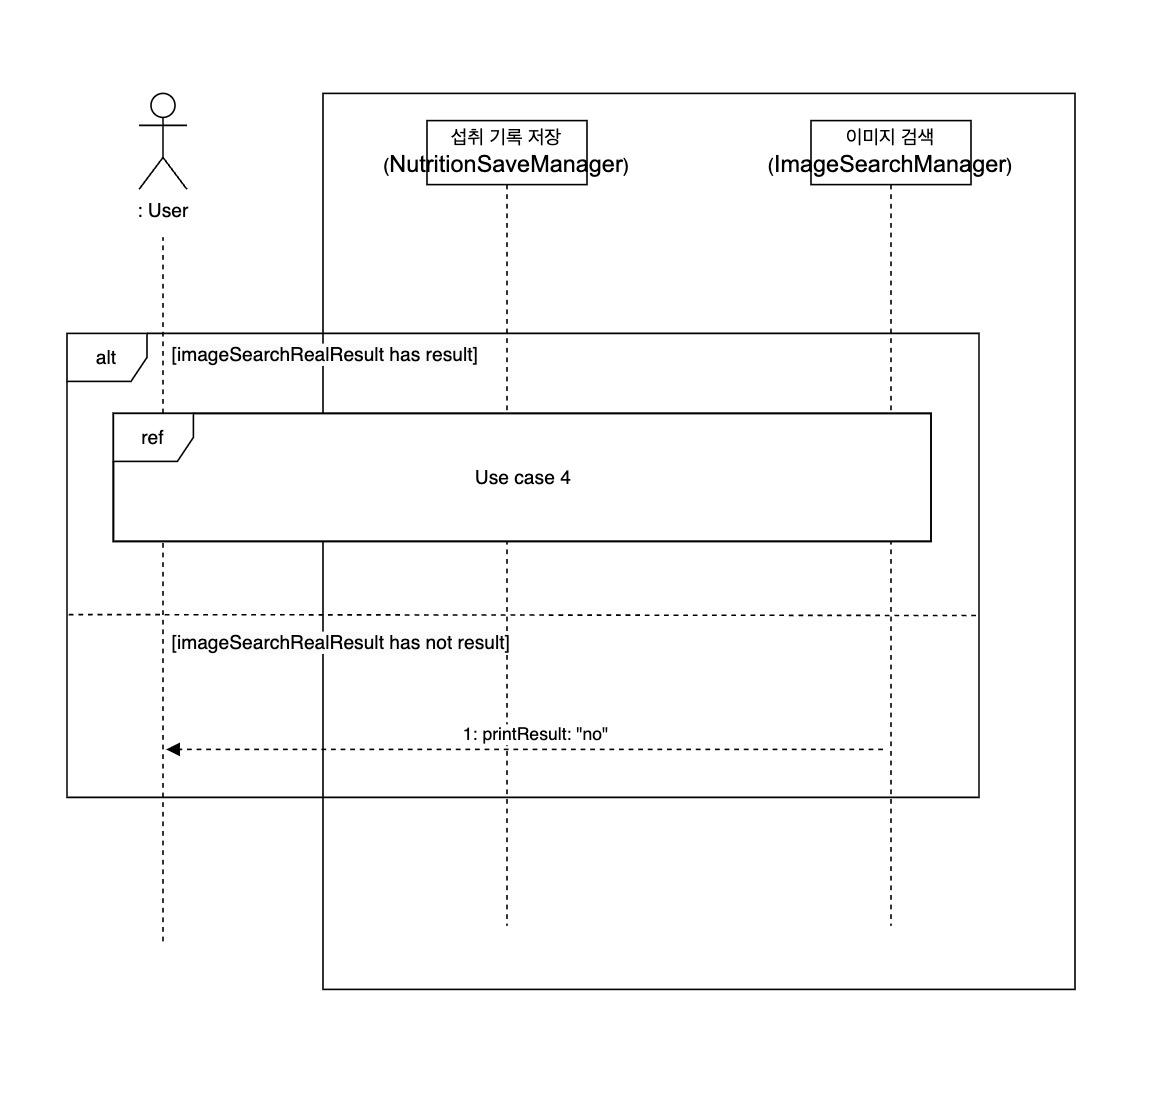 : User
섭취 기록 저장
(NutritionSaveManager)
이미지 검색
(ImageSearchManager)
alt
[imageSearchRealResult has result]
ref
Use case 4
[imageSearchRealResult has not result]
1: printResult: "no"